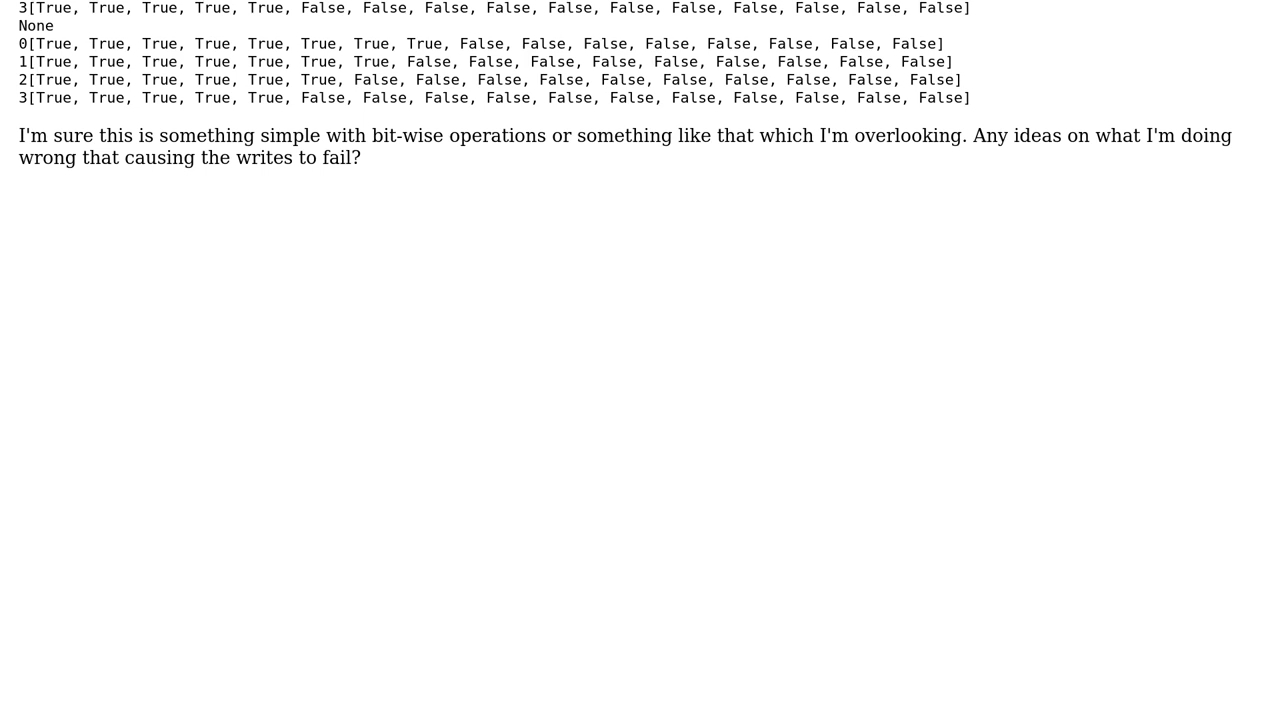 3[True, True, True, True, True, False, False, False, False, False, False, False, False, False, False, False]
None
0[True, True, True, True, True, True, True, True, False, False, False, False, False, False, False, False]
1[True, True, True, True, True, True, True, False, False, False, False, False, False, False, False, False]
2[True, True, True, True, True, True, False, False, False, False, False, False, False, False, False, False]
3[True, True, True, True, True, False, False, False, False, False, False, False, False, False, False, False]
I'm sure this is something simple with bit-wise operations or something like that which I'm overlooking. Any ideas on what I'm doing
wrong that causing the writes to fail?